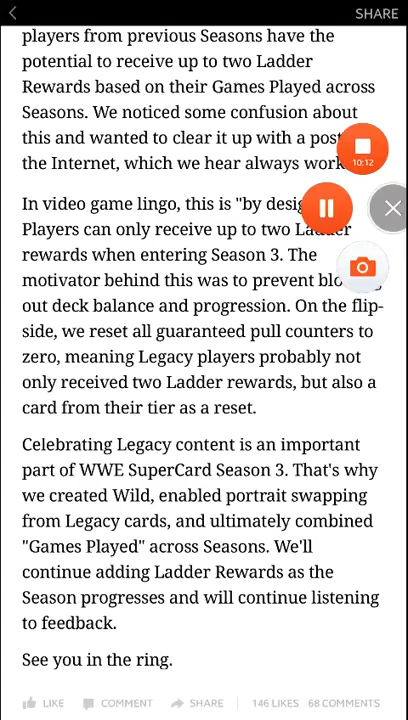 SHARE
players from previous Seasons have the
potential to receive up to two Ladder
Rewards based on their Games Played across
Seasons. We noticed some confusion about
this and wanted to clear it up with a post
the Internet, which we hear always
10:12
In video game lingo, this is "by
Players can only receive up to two Ladder
rewards when entering Season 3. The
motivator behind this was to prevent
out deck balance and progression. On the flip-
side, we reset all guaranteed pull counters to
zero, meaning Legacy players probably not
only received two Ladder rewards, but also a
card from their tier as a reset.
Celebrating Legacy content is an important
part of WWE SuperCard Season 3. That's why
we created Wild, enabled portrait swapping
from Legacy cards, and ultimately combined
"Games Played" across Seasons. We'll
continue adding Ladder Rewards as the
Season progresses and will continue listening
to feedback.
See you in the ring.
LIKE COMMENT SHARE 146 LIKES 68 COMMENTS